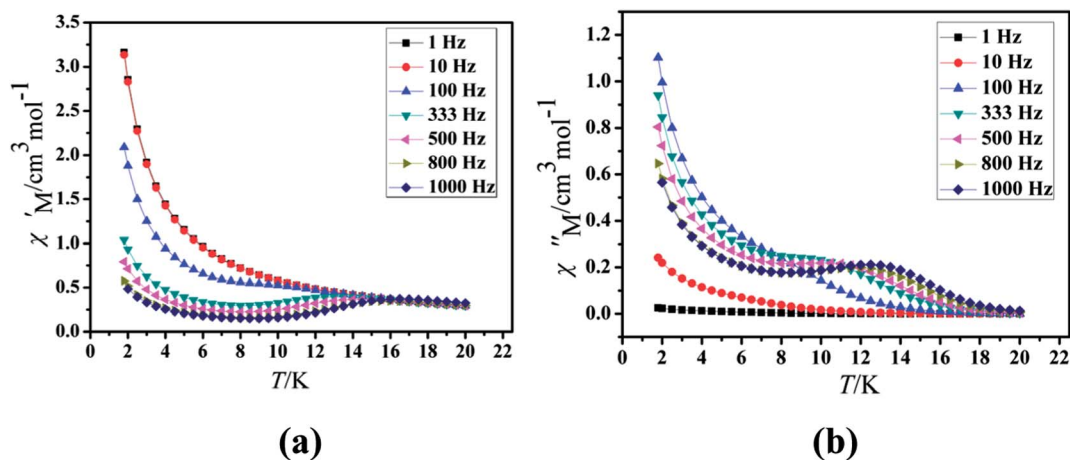 χ'M/cm³ mol⁻¹
3.5
3.0
2.5
2.0
1.5
1.0
0.5
0.0
0 2 4 6 8 10 12 14 16 18 20 22
T/K
1 Hz
10 Hz
100 Hz
333 Hz
500 Hz
800 Hz
1000 Hz
(a)
χ''M/cm³ mol⁻¹
1.2
1.0
0.8
0.6
0.4
0.2
0.0
0 2 4 6 8 10 12 14 16 18 20 22
T/K
1 Hz
10 Hz
100 Hz
333 Hz
500 Hz
800 Hz
1000 Hz
(b)